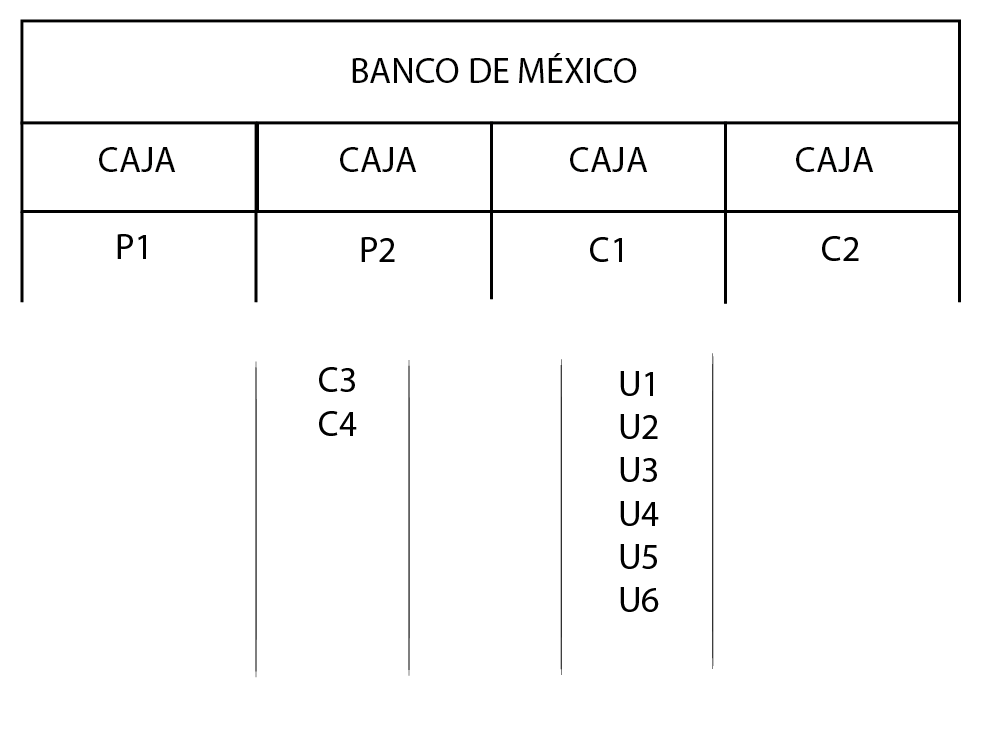 BANCO DE MÉXICO
CAJA CAJA CAJA CAJA
P1 P2 C1 C2
C3
C4
U1
U2
U3
U4
U5
U6